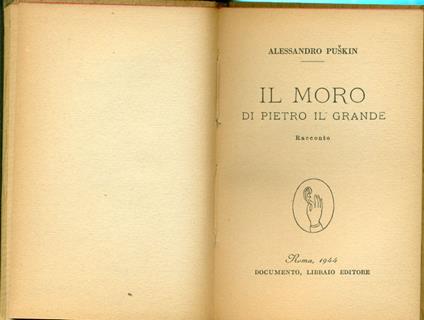 ALESSANDRO PUŠKIN
IL MORO
DI PIETRO IL GRANDE
Racconto
Roma, 1944
DOCUMENTO, LIBRAIO EDITORE